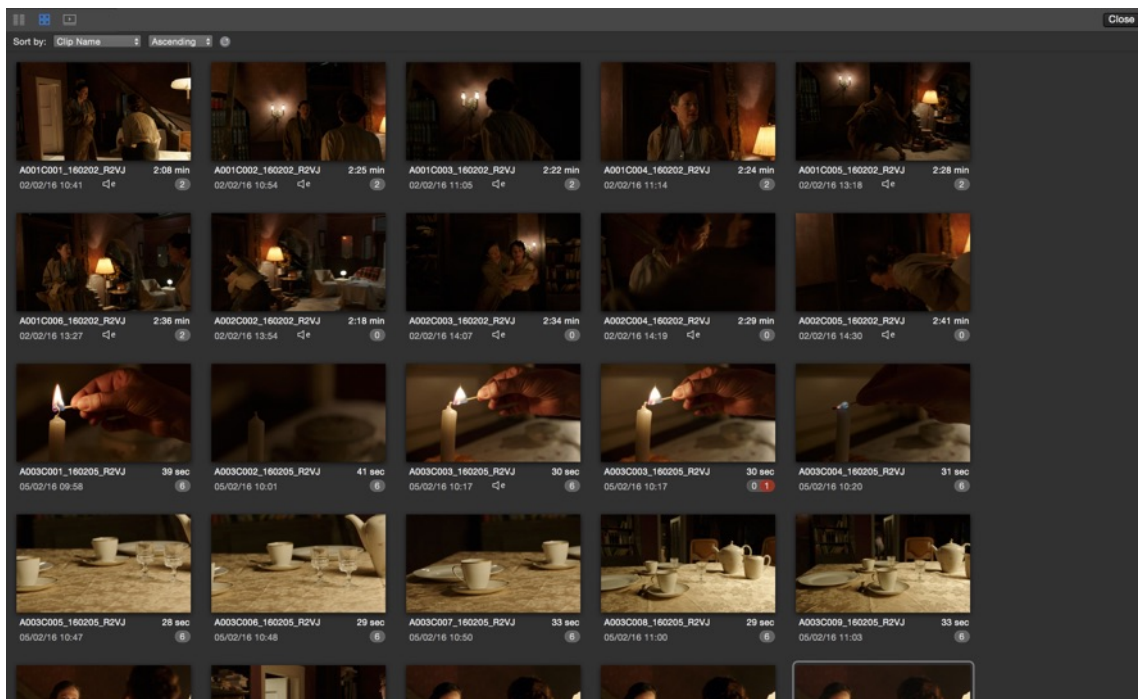 Close
Sort by: Clip Name Ascending
A001C001_160202_R2VJ 2:08 min
02/02/16 10:41 e 2
A001C002_160202_R2VJ 2:25 min
02/02/16 10:54 e 2
A001C003_160202_R2VJ 2:22 min
02/02/16 11:05 e 2
A001C004_160202_R2VJ 2:24 min
02/02/16 11:14 2
A001C005_160202_R2VJ 2:28 min
02/02/16 13:18 e 2
A001C006_160202_R2VJ 2:36 min
02/02/16 13:27 e 2
A002C002_160202_R2VJ 2:18 min
02/02/16 13:54 e 0
A002C003_160202_R2VJ 2:34 min
02/02/16 14:07 e 0
A002C004_160202_R2VJ 2:29 min
02/02/16 14:19 e 0
A002C005_160202_R2VJ 2:41 min
02/02/16 14:30 e 0
A003C001_160205_R2VJ 39 sec
05/02/16 09:58 6
A003C002_160205_R2VJ 41 sec
05/02/16 10:01 6
A003C003_160205_R2VJ 30 sec
05/02/16 10:17 e 6
A003C003_160205_R2VJ 30 sec
05/02/16 10:17 0 1
A003C004_160205_R2VJ 31 sec
05/02/16 10:20 6
A003C005_160205_R2VJ 28 sec
05/02/16 10:47 6
A003C006_160205_R2VJ 29 sec
05/02/16 10:48 6
A003C007_160205_R2VJ 33 sec
05/02/16 10:50 6
A003C008_160205_R2VJ 29 sec
05/02/16 11:00 6
A003C009_160205_R2VJ 33 sec
05/02/16 11:03 6